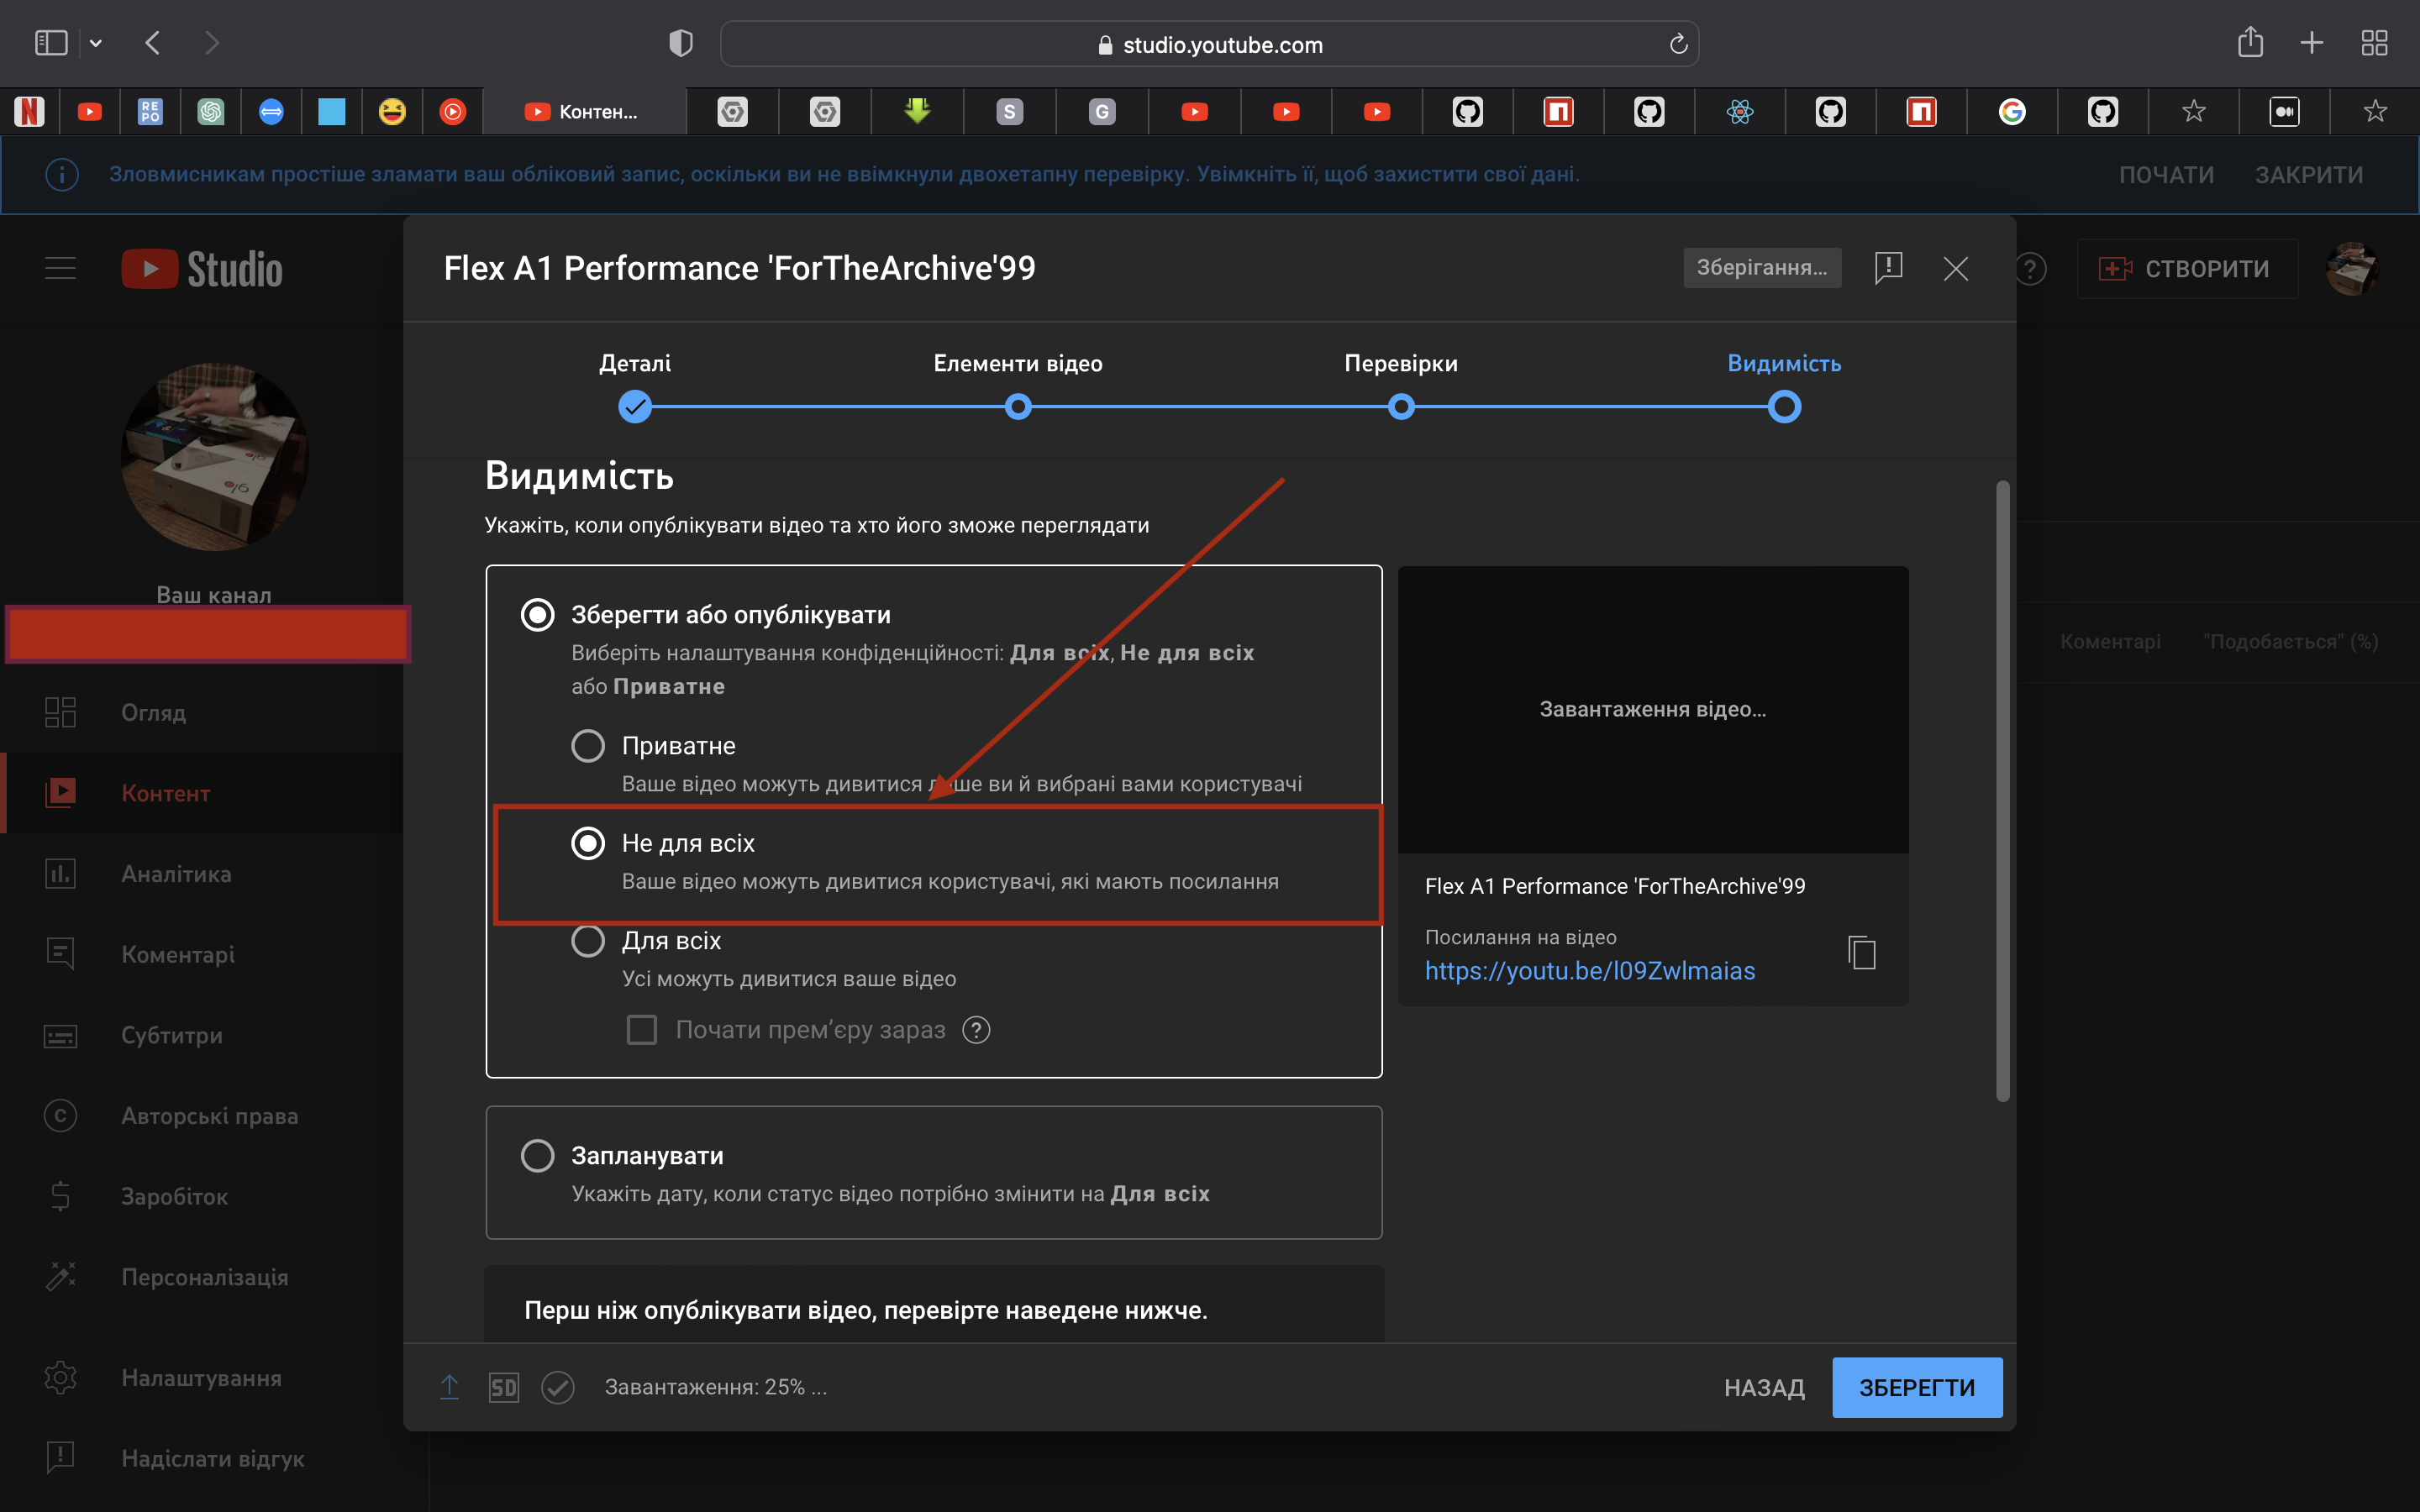 studio.youtube.com
RE
PO
Контен...
S
G
Зловмисникам простіше зламати ваш обліковий запис, оскільки ви не ввімкнули двохетапну перевірку. Увімкніть її, щоб захистити свої дані.
ПОЧАТИ
ЗАКРИТИ
Studio
Flex A1 Performance 'ForTheArchive'99
Зберігання...
СТВОРИТИ
Деталі
Елементи відео
Перевірки
Видимість
Видимість
Укажіть, коли опублікувати відео та хто його зможе переглядати
Ваш канал
Огляд
Контент
Аналітика
Коментарі
Субтитри
Авторські права
Заробіток
Персоналізація
Налаштування
Надіслати відгук
Зберегти або опублікувати
Виберіть налаштування конфіденційності: Для всіх, Не для всіх
або Приватне
Приватне
Ваше відео можуть дивитися лише ви й вибрані вами користувачі
Не для всіх
Ваше відео можуть дивитися користувачі, які мають посилання
Для всіх
Усі можуть дивитися ваше відео
Почати прем’єру зараз
Запланувати
Укажіть дату, коли статус відео потрібно змінити на Для всіх
Перш ніж опублікувати відео, перевірте наведене нижче.
Завантаження відео...
Flex A1 Performance 'ForTheArchive'99
Посилання на відео
https://youtu.be/l09Zwlmaias
Коментарі
"Подобається" (%)
SD
Завантаження: 25% ...
НАЗАД
ЗБЕРЕГТИ